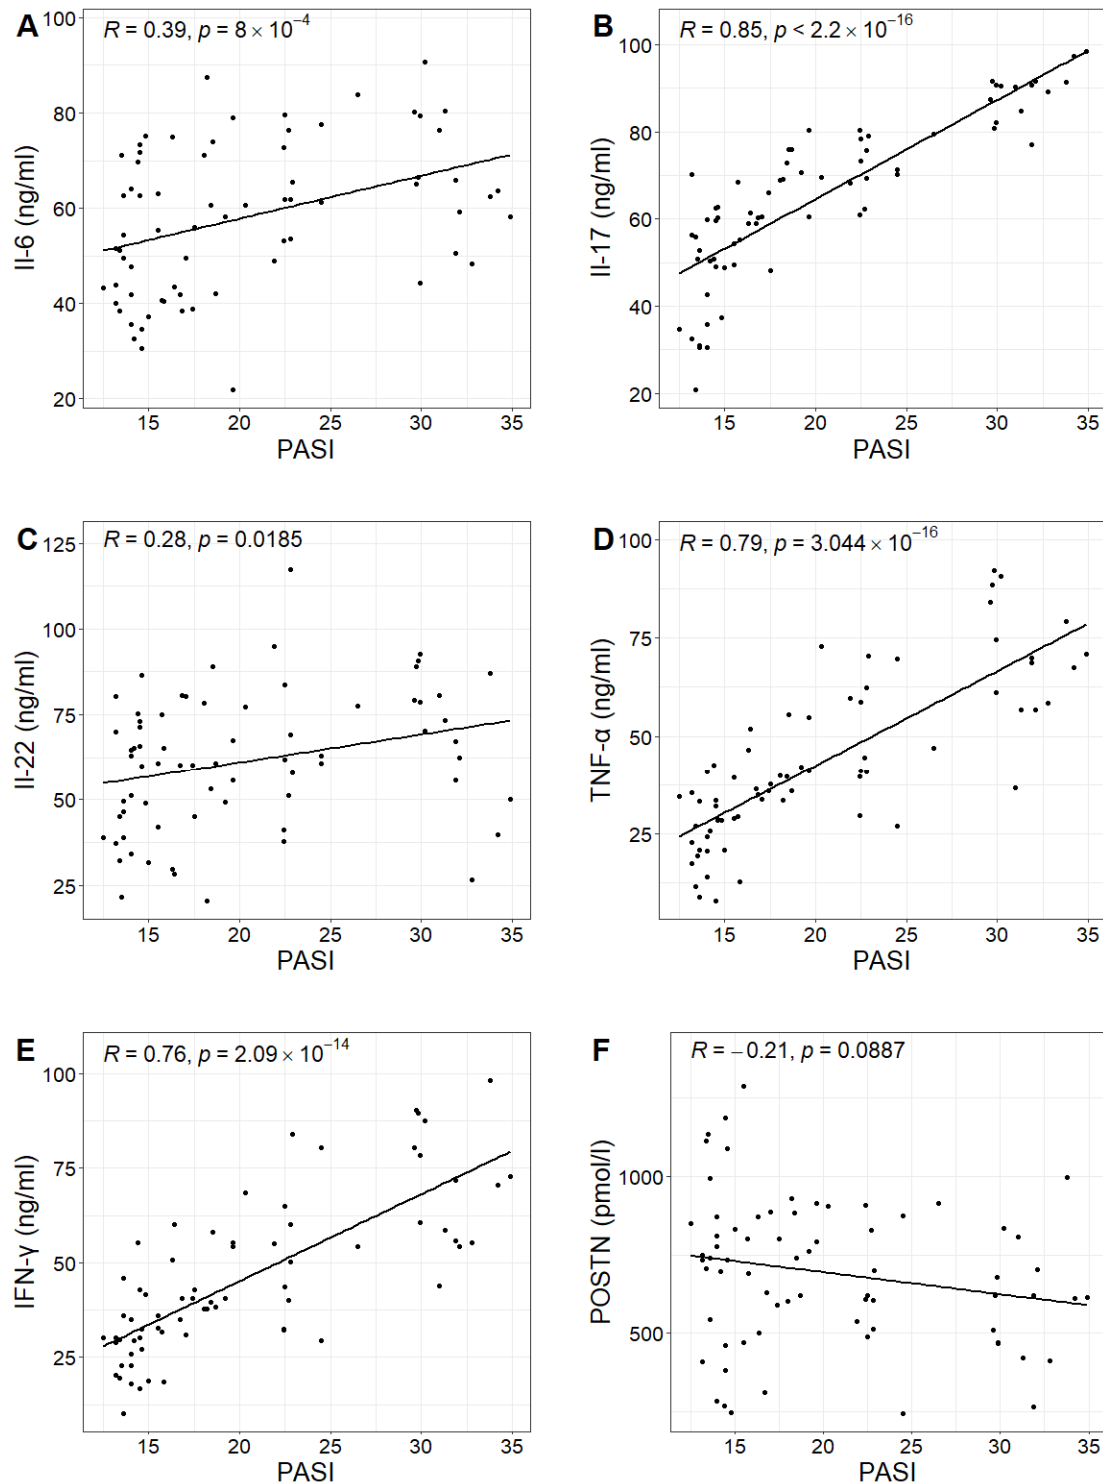 A
R = 0.39, p = 8 × 10⁻⁴
Il-6 (ng/ml)
80
60
40
20
100
15 20 25 30 35
PASI
B
R = 0.85, p < 2.2 × 10⁻¹⁶
Il-17 (ng/ml)
100
80
60
40
20
15 20 25 30 35
PASI
C
R = 0.28, p = 0.0185
Il-22 (ng/ml)
125
100
75
50
25
15 20 25 30 35
PASI
D
R = 0.79, p = 3.044 × 10⁻¹⁶
TNF-α (ng/ml)
100
75
50
25
15 20 25 30 35
PASI
E
R = 0.76, p = 2.09 × 10⁻¹⁴
IFN-γ (ng/ml)
100
75
50
25
15 20 25 30 35
PASI
F
R = −0.21, p = 0.0887
POSTN (pmol/l)
1000
500
15 20 25 30 35
PASI